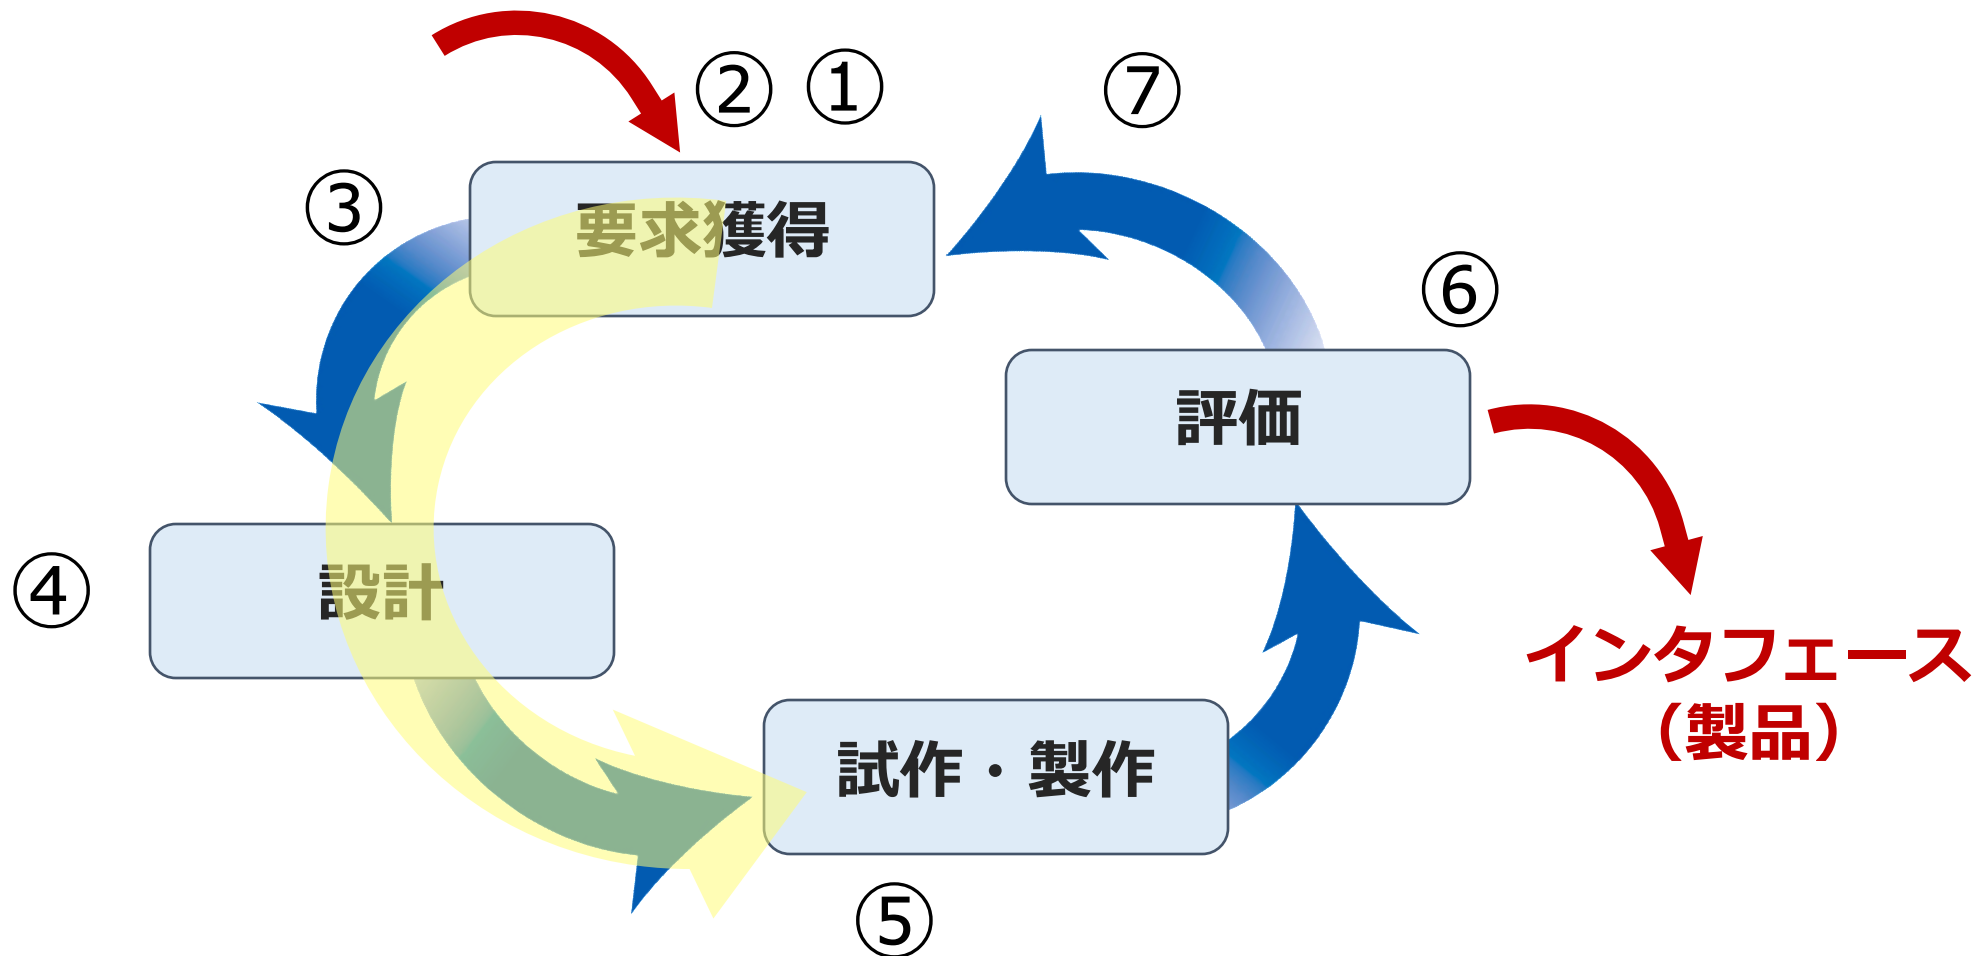 ② ①
⑦
③
要求獲得
⑥
評価
④
設計
インタフェース
（製品）
試作・製作
⑤